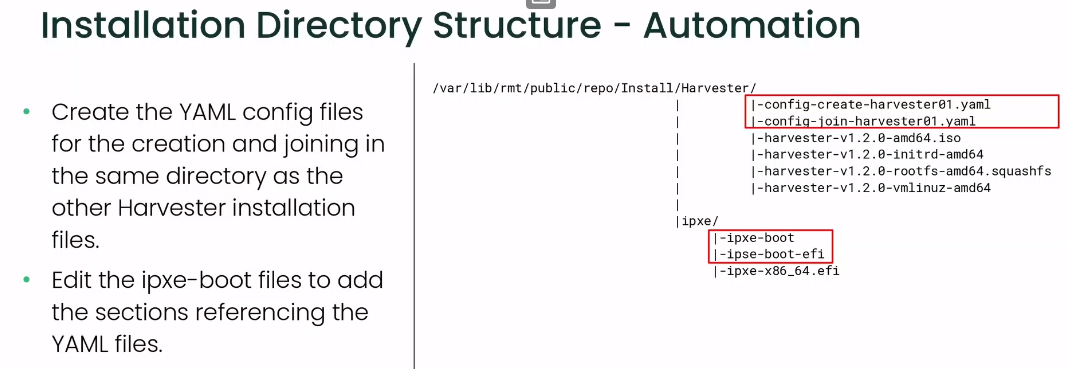 Installation Directory Structure - Automation
• Create the YAML config files
for the creation and joining in
the same directory as the
other Harvester installation
files.
• Edit the ipxe-boot files to add
the sections referencing the
YAML files.
/var/lib/rmt/public/repo/Install/Harvester/
| |-config-create-harvester01.yaml
| |-config-join-harvester01.yaml
| |-harvester-v1.2.0-amd64.iso
| |-harvester-v1.2.0-initrd-amd64
| |-harvester-v1.2.0-rootfs-amd64.squashfs
| |-harvester-v1.2.0-vmlinuz-amd64
|
|ipxe/
|-ipxe-boot
|-ipse-boot-efi
|-ipxe-x86_64.efi